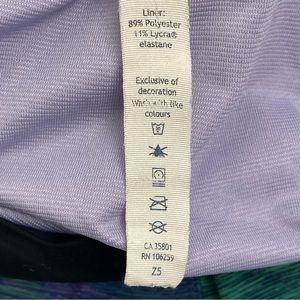 Liner:
89% Polyester
11% Lycra®
elastane
Exclusive of
decoration
Wash with like
colours
CA 35801
RN 106259
Z5